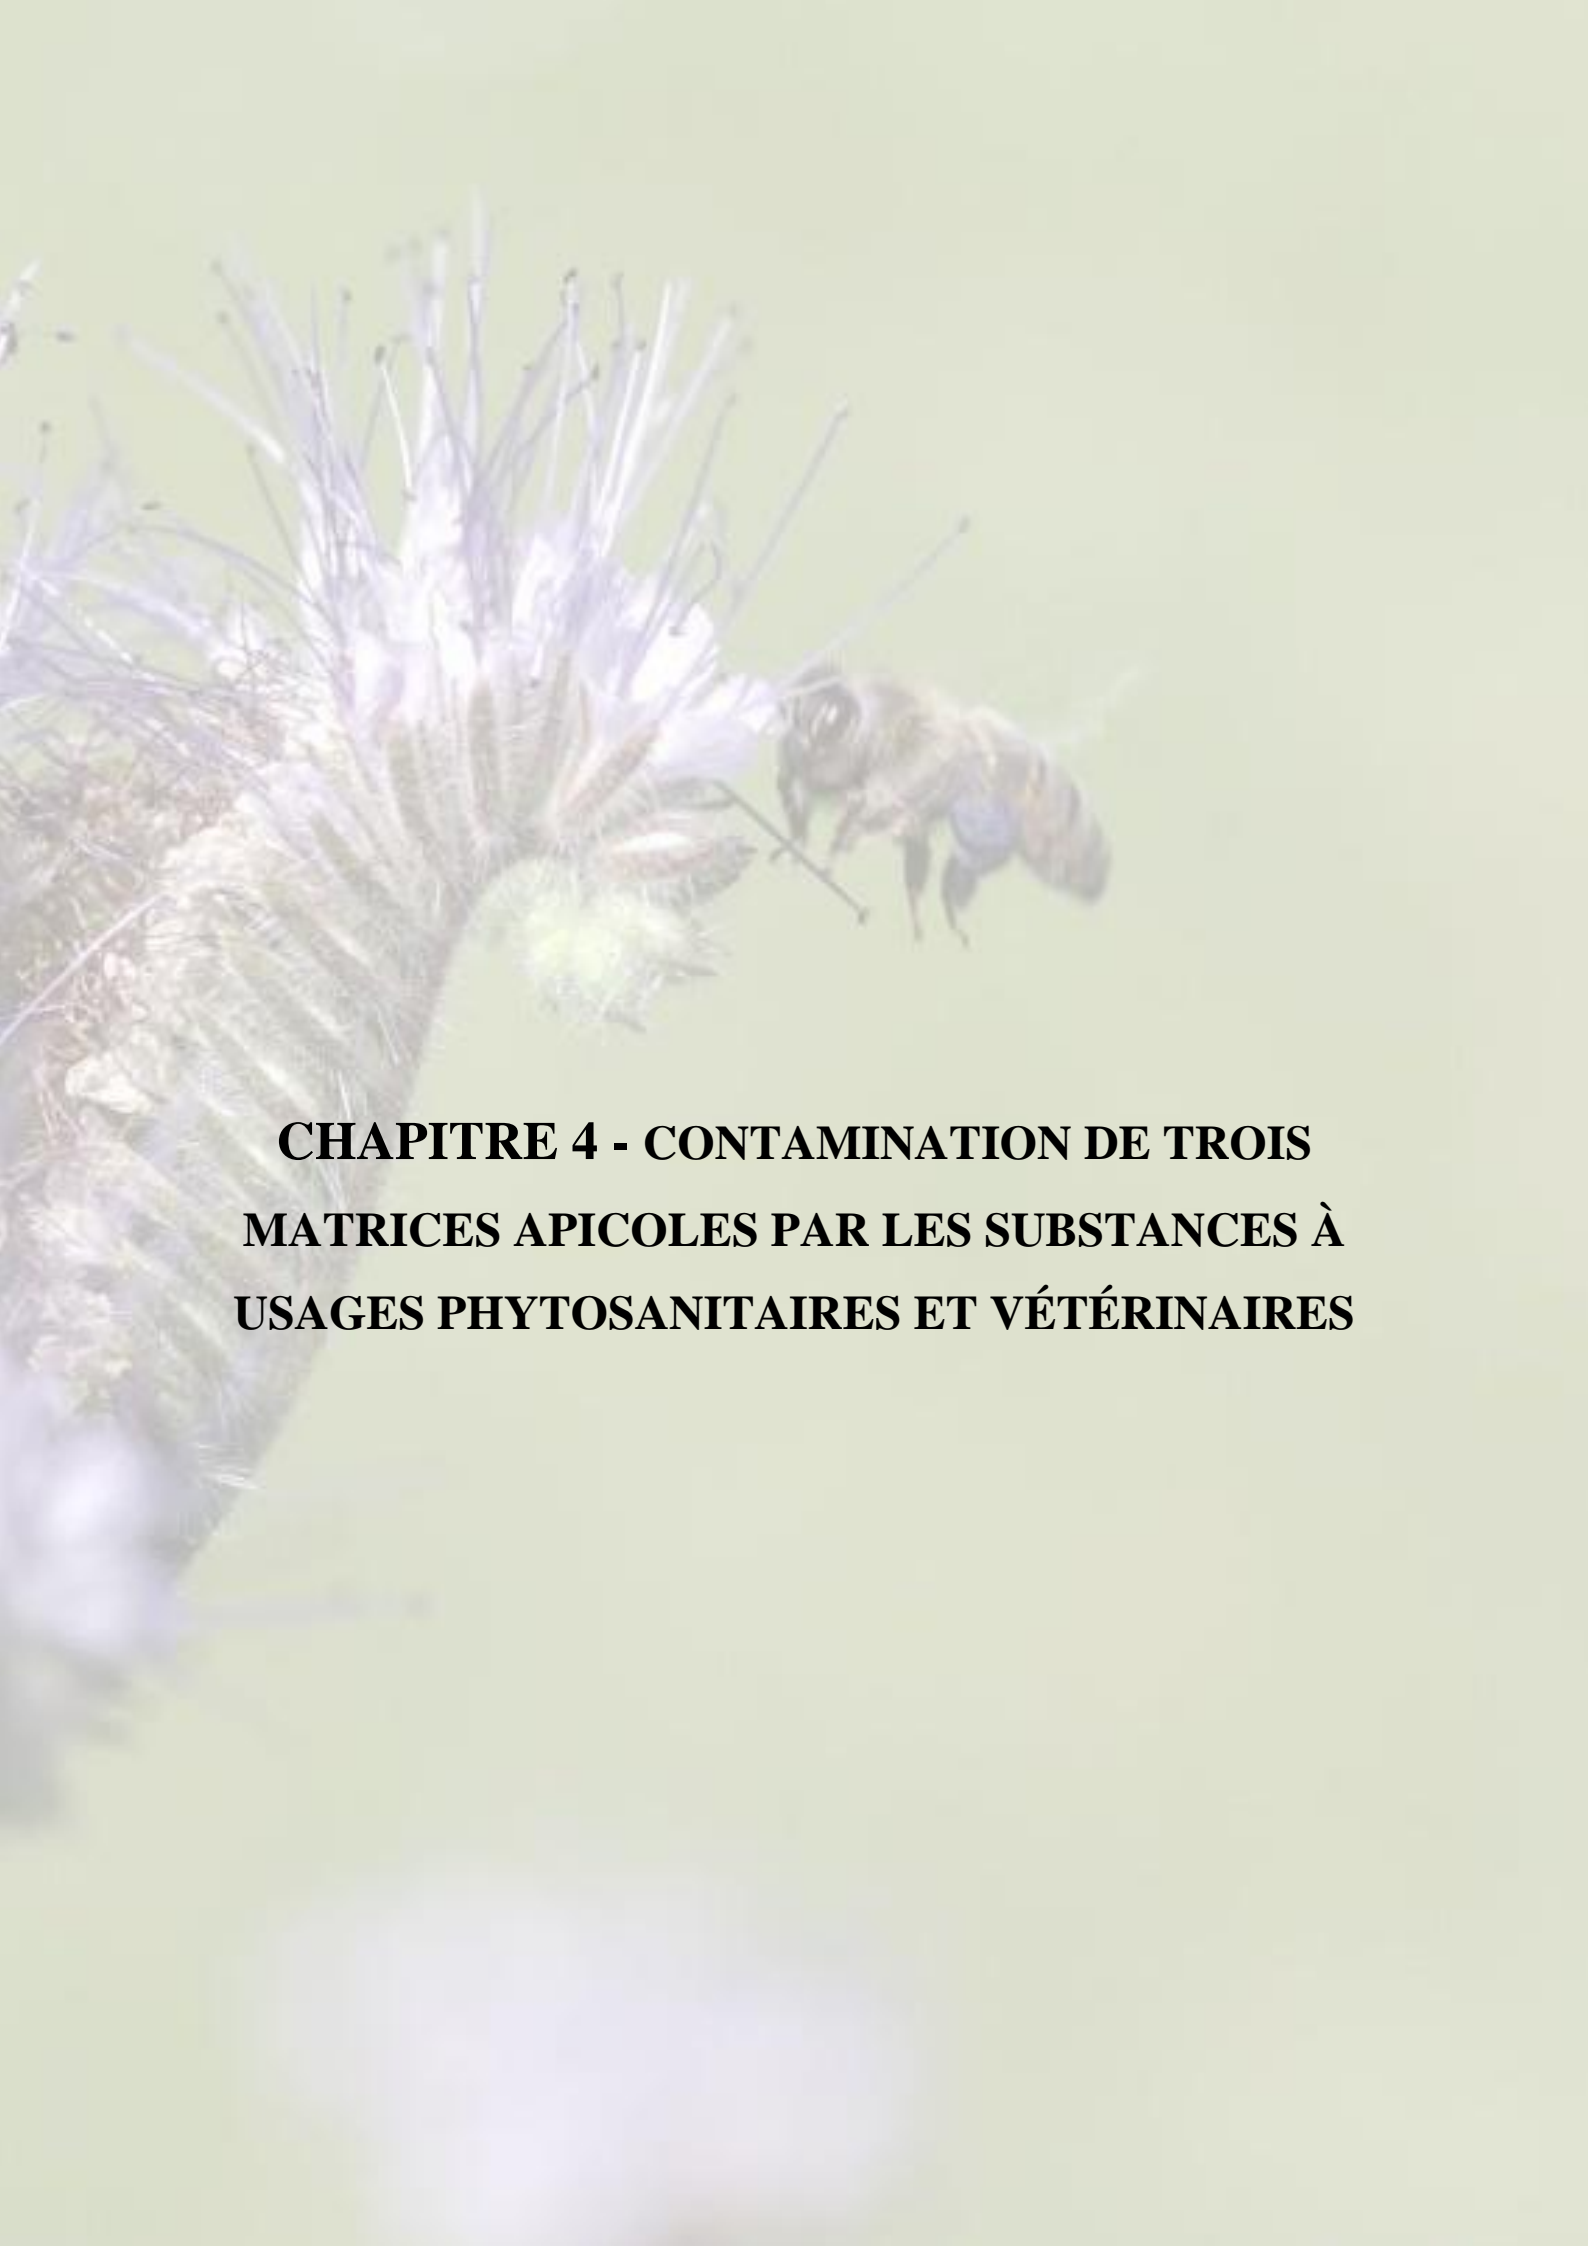 CHAPITRE 4 - CONTAMINATION DE TROIS
MATRICES APICOLES PAR LES SUBSTANCES À
USAGES PHYTOSANITAIRES ET VÉTÉRINAIRES